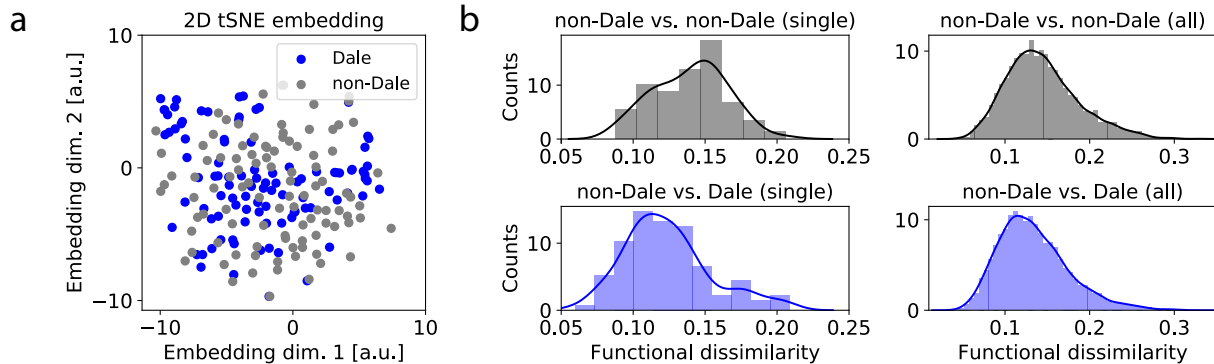 a
2D tSNE embedding
10
0
−10
Embedding dim. 2 [a.u.]
Dale
non-Dale
−10
0
10
Embedding dim. 1 [a.u.]
b
non-Dale vs. non-Dale (single)
Counts
10
0
0.05
0.10
0.15
0.20
0.25
non-Dale vs. non-Dale (all)
10
0
0.1
0.2
0.3
non-Dale vs. Dale (single)
Counts
10
0
0.05
0.10
0.15
0.20
0.25
Functional dissimilarity
non-Dale vs. Dale (all)
10
0
0.1
0.2
0.3
Functional dissimilarity